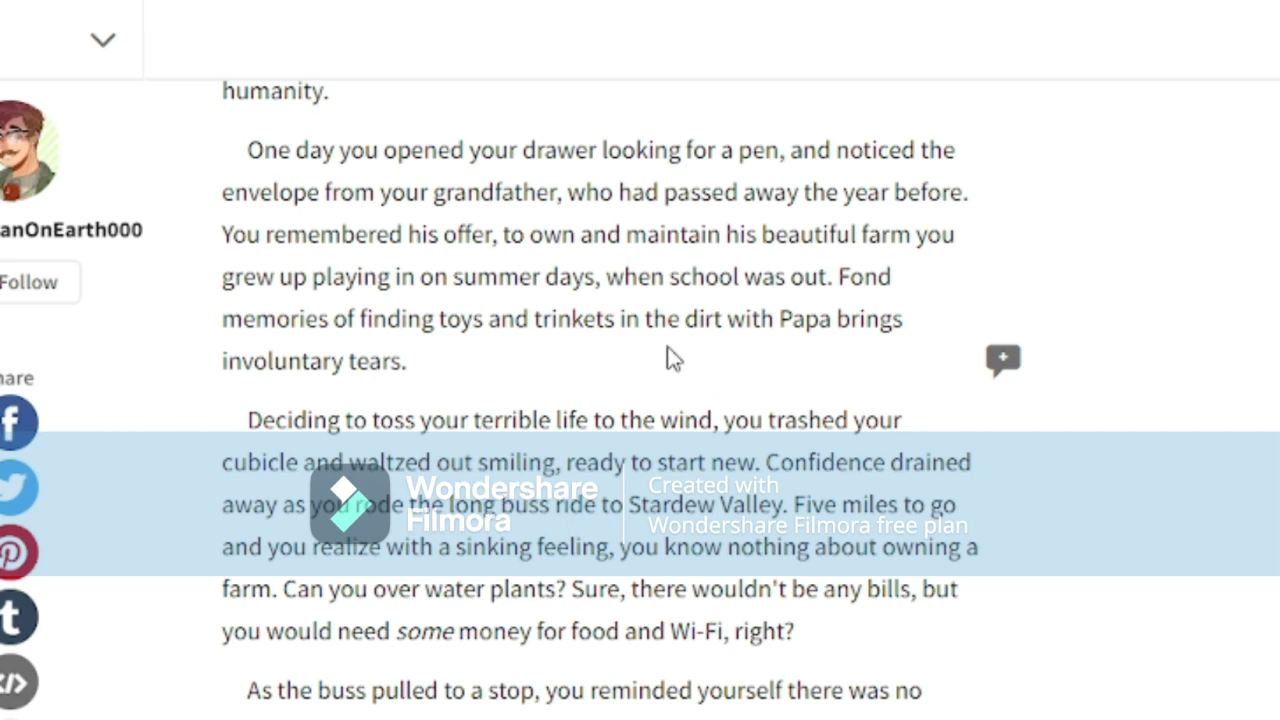 humanity.
One day you opened your drawer looking for a pen, and noticed the
envelope from your grandfather, who had passed away the year before.
You remembered his offer, to own and maintain his beautiful farm you
grew up playing in on summer days, when school was out. Fond
memories of finding toys and trinkets in the dirt with Papa brings
involuntary tears.
Deciding to toss your terrible life to the wind, you trashed your
cubicle and waltzed out smiling, ready to start new. Confidence drained
away as you rode the long buss ride to Stardew Valley. Five miles to go
and you realize with a sinking feeling, you know nothing about owning a
farm. Can you over water plants? Sure, there wouldn't be any bills, but
you would need some money for food and Wi-Fi, right?
As the buss pulled to a stop, you reminded yourself there was no
anOnEarth000
Follow
hare
Wondershare
Filmora
Created with
Wondershare Filmora free plan